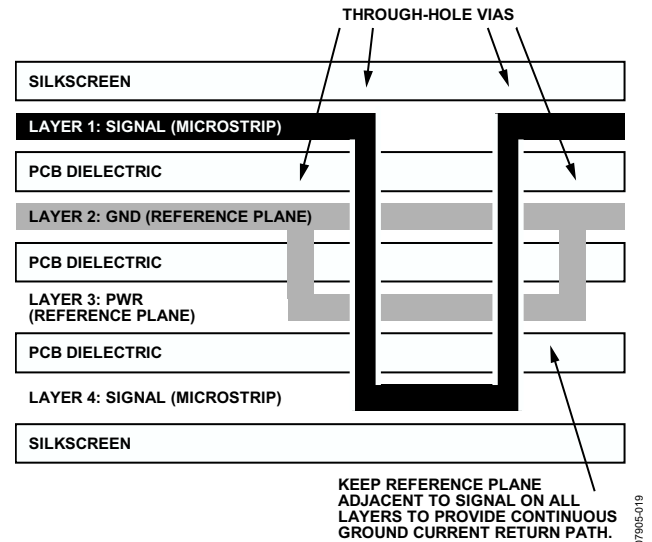 THROUGH-HOLE VIAS
SILKSCREEN
LAYER 1: SIGNAL (MICROSTRIP)
PCB DIELECTRIC
LAYER 2: GND (REFERENCE PLANE)
PCB DIELECTRIC
LAYER 3: PWR
(REFERENCE PLANE)
PCB DIELECTRIC
LAYER 4: SIGNAL (MICROSTRIP)
SILKSCREEN
KEEP REFERENCE PLANE
ADJACENT TO SIGNAL ON ALL
LAYERS TO PROVIDE CONTINUOUS
GROUND CURRENT RETURN PATH.
07905-019